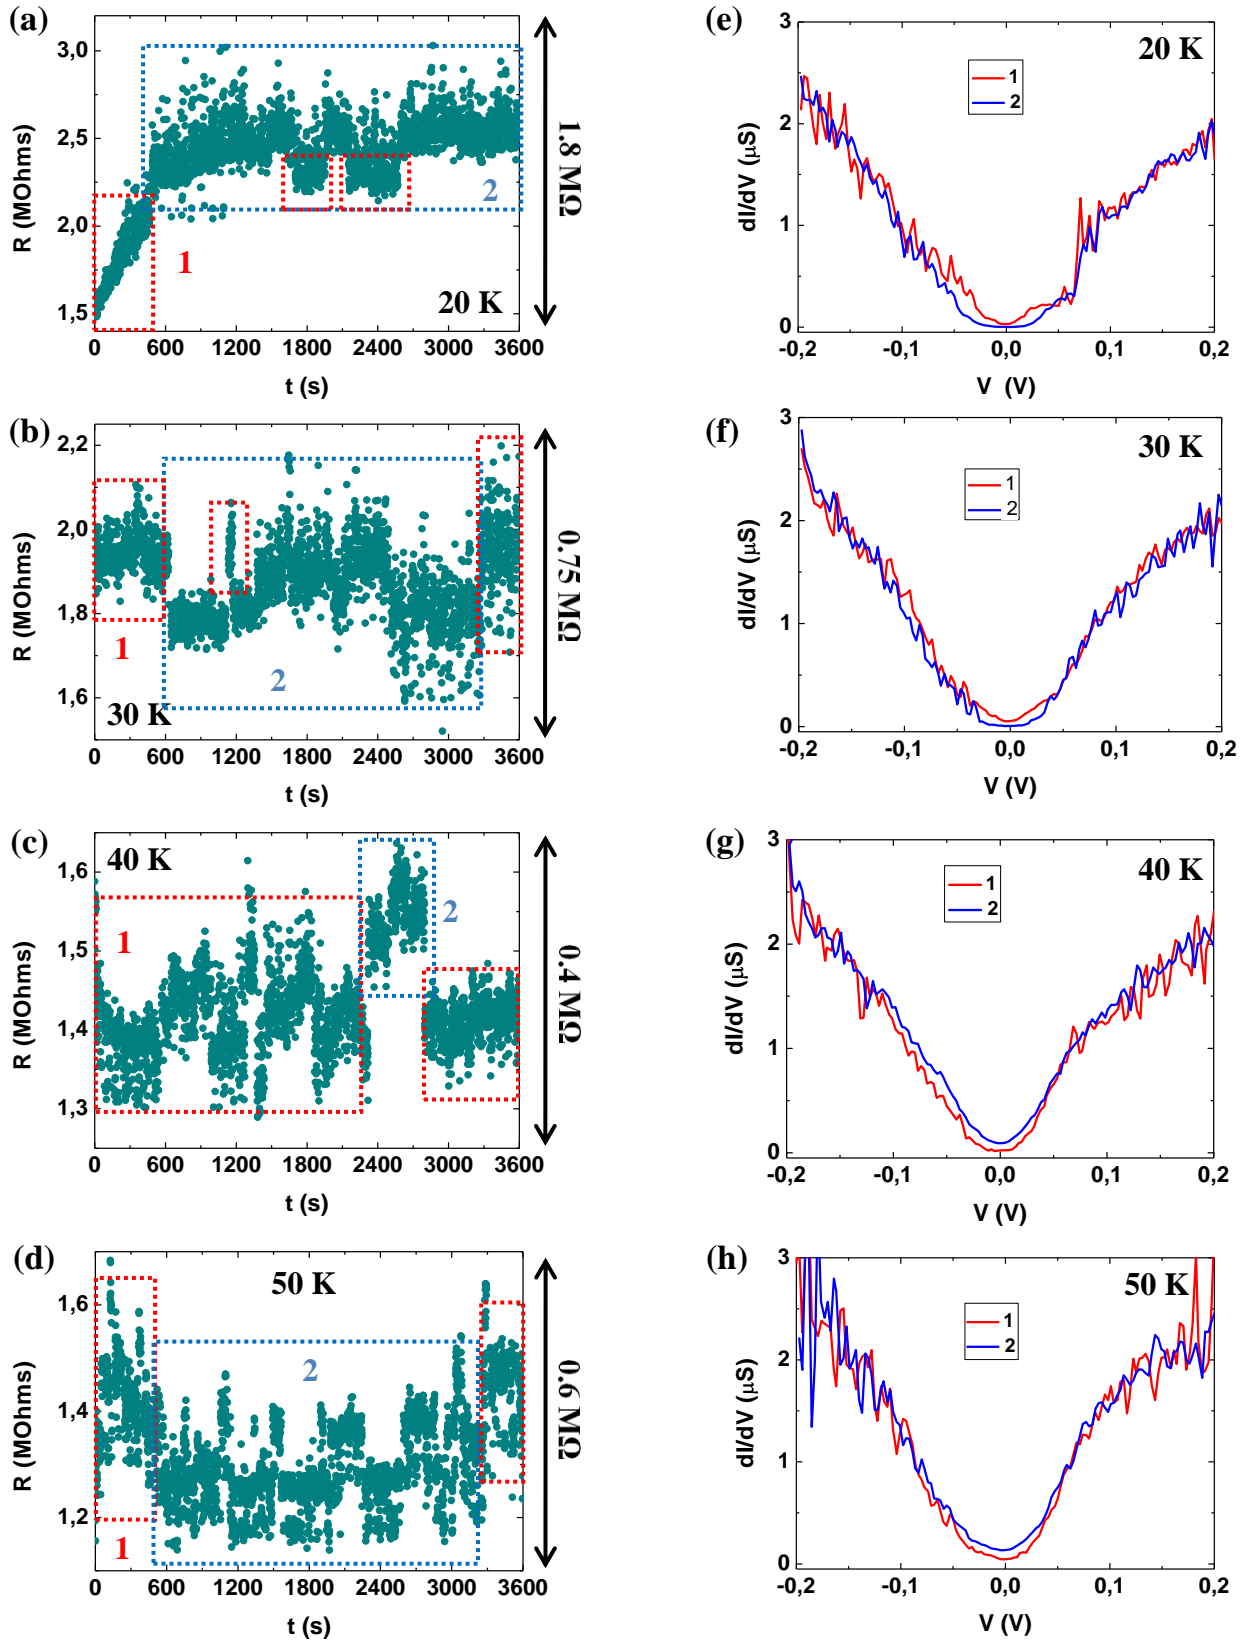 (a)
R (MOhms)
3,0
2,5
2,0
1,5
1
2
20 K
0 600 1200 1800 2400 3000 3600
t (s)
1.8 MΩ
(e)
20 K
dI/dV (µS)
3
2
1
0
1
2
-0,2 -0,1 0,0 0,1 0,2
V (V)
(b)
R (MOhms)
2,2
2,0
1,8
1,6
1
2
30 K
0 600 1200 1800 2400 3000 3600
t (s)
0.75 MΩ
(f)
30 K
dI/dV (µS)
3
2
1
0
1
2
-0,2 -0,1 0,0 0,1 0,2
V (V)
(c)
40 K
R (MOhms)
1,6
1,5
1,4
1,3
1
2
0 600 1200 1800 2400 3000 3600
t (s)
0.4 MΩ
(g)
40 K
dI/dV (µS)
3
2
1
0
1
2
-0,2 -0,1 0,0 0,1 0,2
V (V)
(d)
50 K
R (MOhms)
1,6
1,4
1,2
2
1
0 600 1200 1800 2400 3000 3600
t (s)
0.6 MΩ
(h)
50 K
dI/dV (µS)
3
2
1
0
1
2
-0,2 -0,1 0,0 0,1 0,2
V (V)